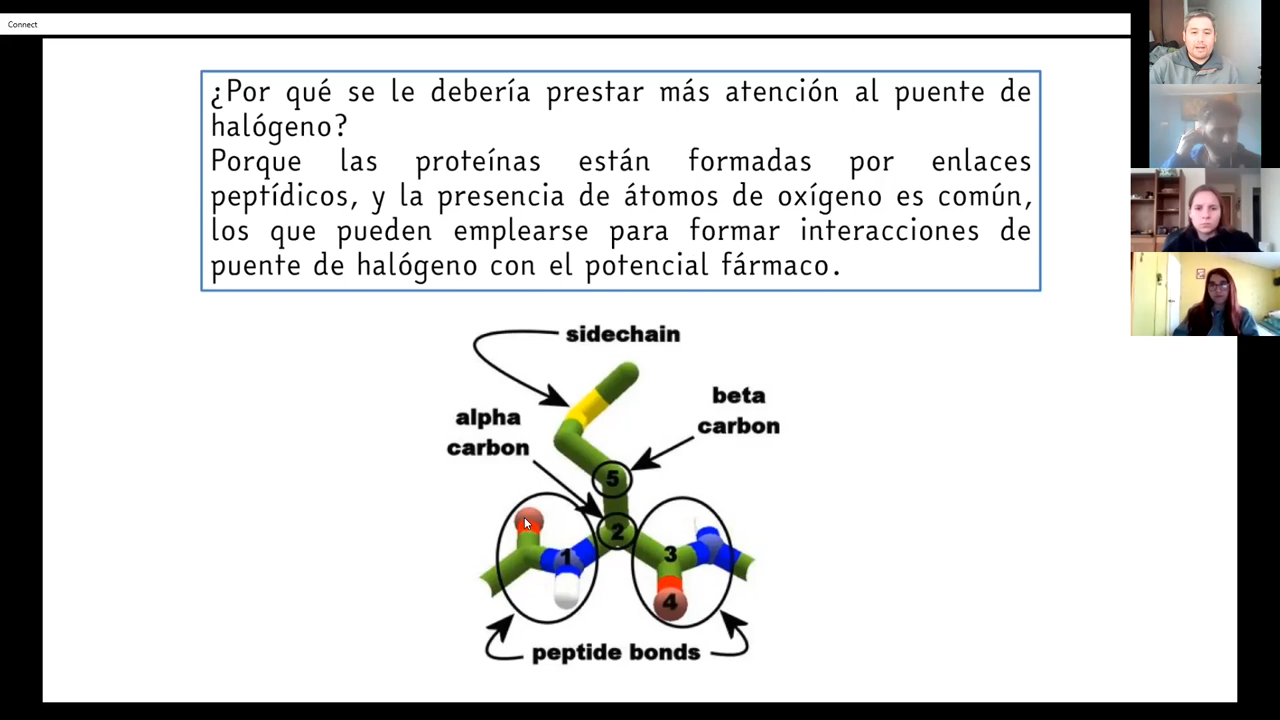 Connect
¿Por qué se le debería prestar más atención al puente de
halógeno?
Porque las proteínas están formadas por enlaces
peptídicos, y la presencia de átomos de oxígeno es común,
los que pueden emplearse para formar interacciones de
puente de halógeno con el potencial fármaco.
sidechain
beta
carbon
alpha
carbon
5
2
1
3
4
peptide bonds